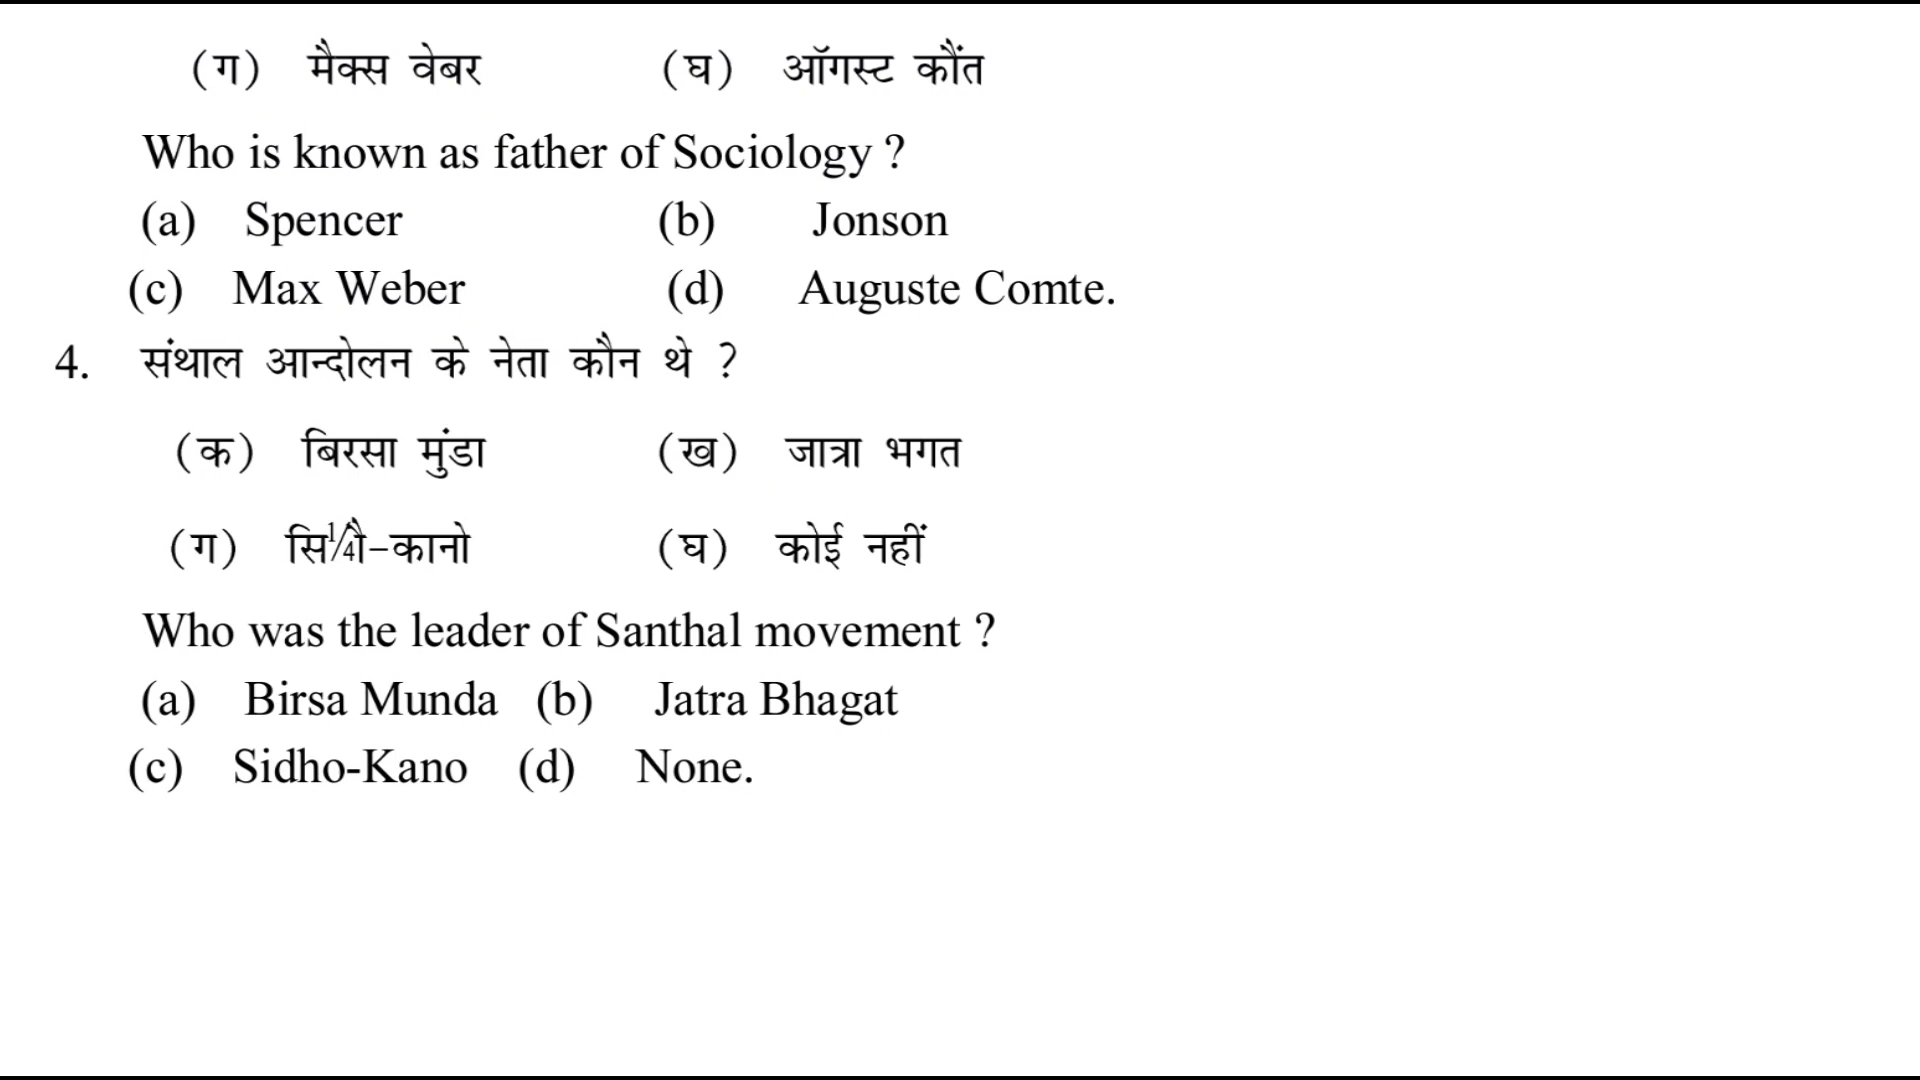 (ग) मैक्स वेबर (घ) ऑगस्ट कौंत
Who is known as father of Sociology ?
(a) Spencer (b) Jonson
(c) Max Weber (d) Auguste Comte.
4. संथाल आन्दोलन के नेता कौन थे ?
(क) बिरसा मुंडा (ख) जात्रा भगत
(ग) सि¼ौ-कानो (घ) कोई नहीं
Who was the leader of Santhal movement ?
(a) Birsa Munda (b) Jatra Bhagat
(c) Sidho-Kano (d) None.